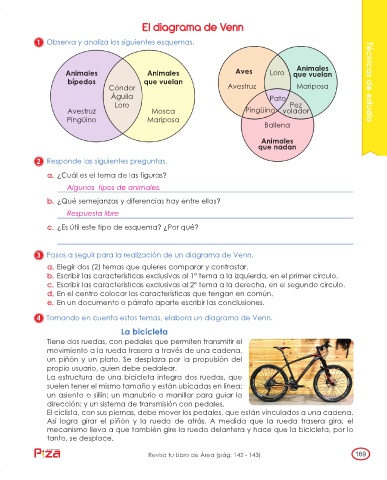 El diagrama de Venn
1 Observa y analiza los siguientes esquemas.
Técnicas de estudio
Animales
bípedos
Animales
que vuelan
Cóndor
Águila
Loro
Avestruz
Pingüino
Mosca
Mariposa
Aves
Loro
Animales
que vuelan
Avestruz
Mariposa
Pato
Pingüino
Pez
volador
Ballena
Animales
que nadan
2 Responde las siguientes preguntas.
a. ¿Cuál es el tema de las figuras?
Algunos tipos de animales.
b. ¿Qué semejanzas y diferencias hay entre ellos?
Respuesta libre
c. ¿Es útil este tipo de esquema? ¿Por qué?
3 Pasos a seguir para la realización de un diagrama de Venn.
a. Elegir dos (2) temas que quieres comparar y contrastar.
b. Escribir las características exclusivas al 1° tema a la izquierda, en el primer círculo.
c. Escribir las características exclusivas al 2° tema a la derecha, en el segundo círculo.
d. En el centro colocar las características que tengan en común.
e. En un documento o párrafo aparte escribir las conclusiones.
4 Tomando en cuenta estos temas, elabora un diagrama de Venn.
La bicicleta
Tiene dos ruedas, con pedales que permiten transmitir el
movimiento a la rueda trasera a través de una cadena,
un piñón y un plato. Se desplaza por la propulsión del
propio usuario, quien debe pedalear.
La estructura de una bicicleta integra dos ruedas, que
suelen tener el mismo tamaño y están ubicadas en línea;
un asiento o sillín; un manubrio o manillar para guiar la
dirección; y un sistema de transmisión con pedales.
El ciclista, con sus piernas, debe mover los pedales, que están vinculados a una cadena.
Así logra girar el piñón y la rueda de atrás. A medida que la rueda trasera gira, el
mecanismo lleva a que también gire la rueda delantera y hace que la bicicleta, por lo
tanto, se desplace.
Revisa tu Libro de Área (pág. 142 - 143)
169